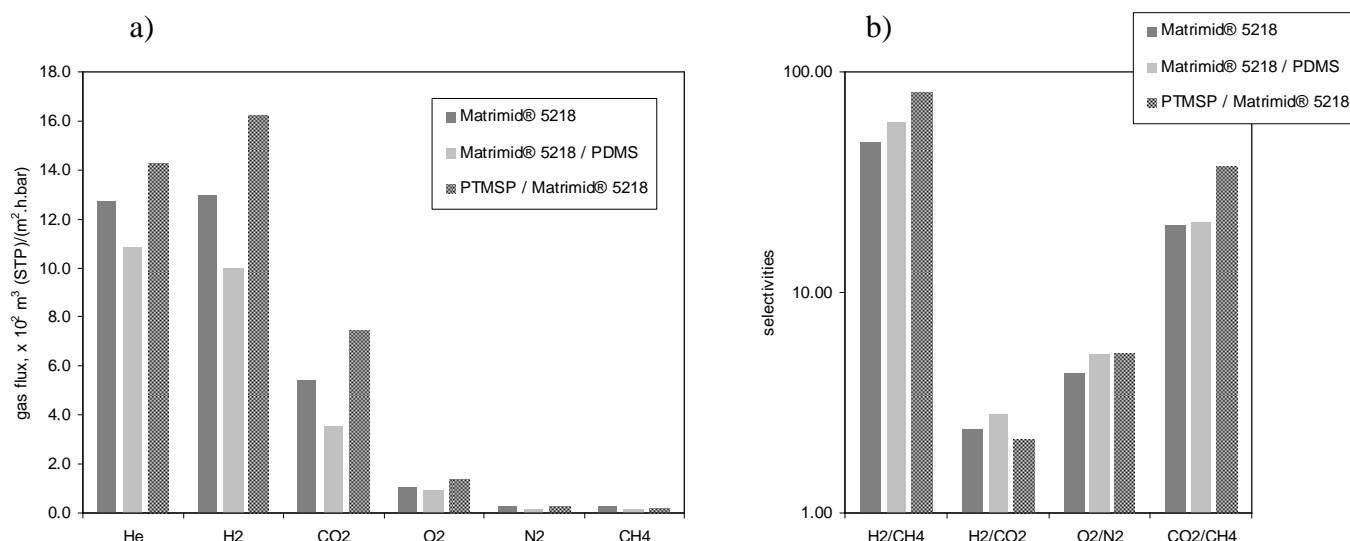 a)
18.0
16.0
14.0
12.0
10.0
8.0
6.0
4.0
2.0
0.0
gas flux, x 10² m³ (STP)/(m².h.bar)
Matrimid® 5218
Matrimid® 5218 / PDMS
PTMSP / Matrimid® 5218
He H2 CO2 O2 N2 CH4
b)
Matrimid® 5218
Matrimid® 5218 / PDMS
PTMSP / Matrimid® 5218
100.00
10.00
1.00
selectivities
H2/CH4 H2/CO2 O2/N2 CO2/CH4